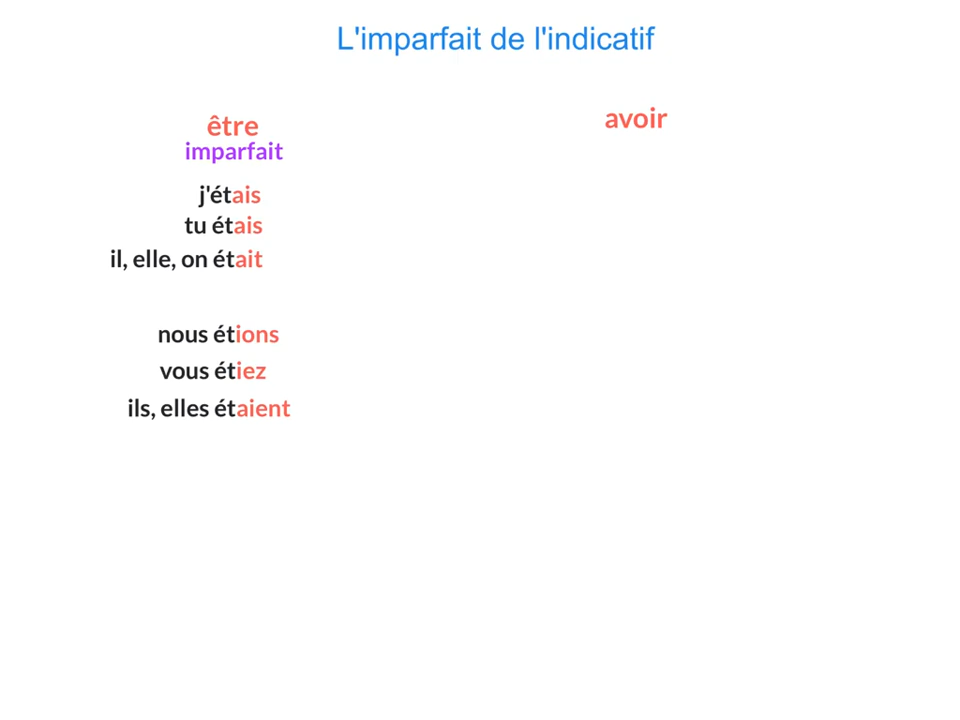 L'imparfait de l'indicatif
être
imparfait
j'étais
tu étais
il, elle, on était
nous étions
vous étiez
ils, elles étaient
avoir